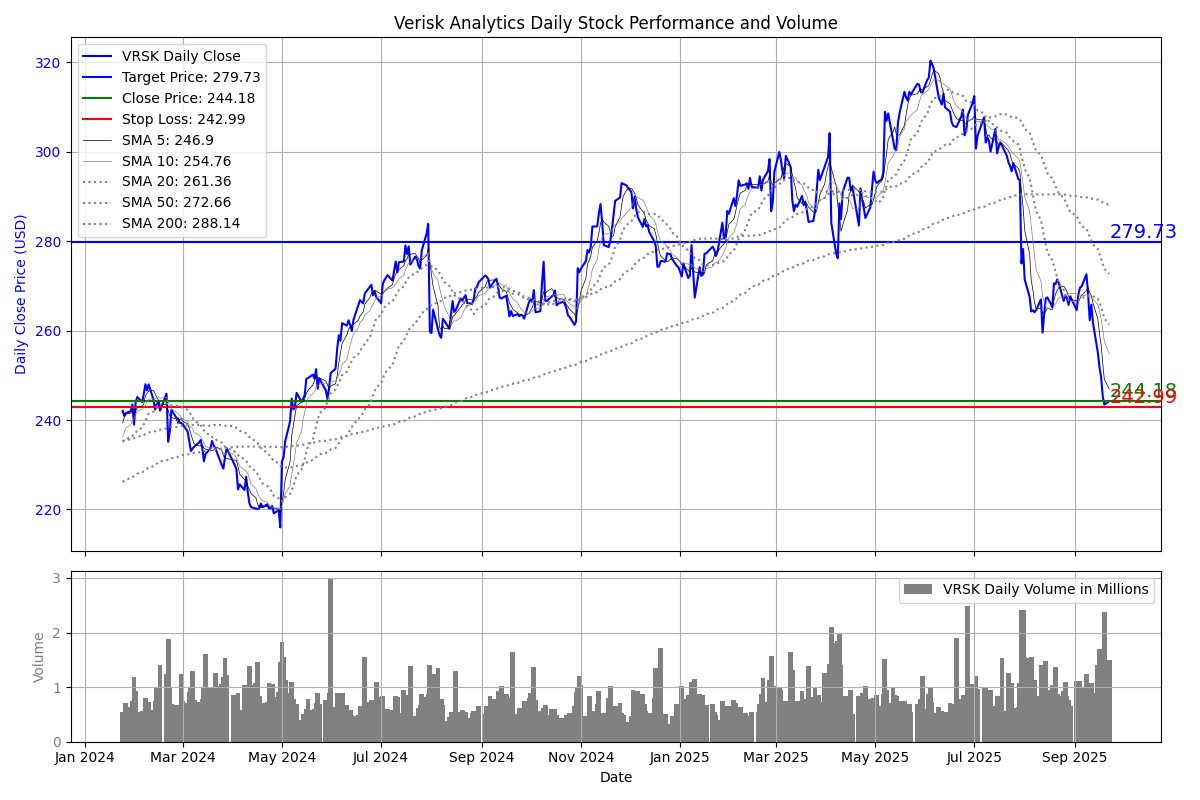 Verisk Analytics Daily Stock Performance and Volume
VRSK Daily Close
Target Price: 279.73
Close Price: 244.18
Stop Loss: 242.99
SMA 5: 246.9
SMA 10: 254.76
SMA 20: 261.36
SMA 50: 272.66
SMA 200: 288.14
Daily Close Price (USD)
320
300
280
260
240
220
279.73
244.18
242.99
VRSK Daily Volume in Millions
Volume
3
2
1
0
Jan 2024 Mar 2024 May 2024 Jul 2024 Sep 2024 Nov 2024 Jan 2025 Mar 2025 May 2025 Jul 2025 Sep 2025
Date